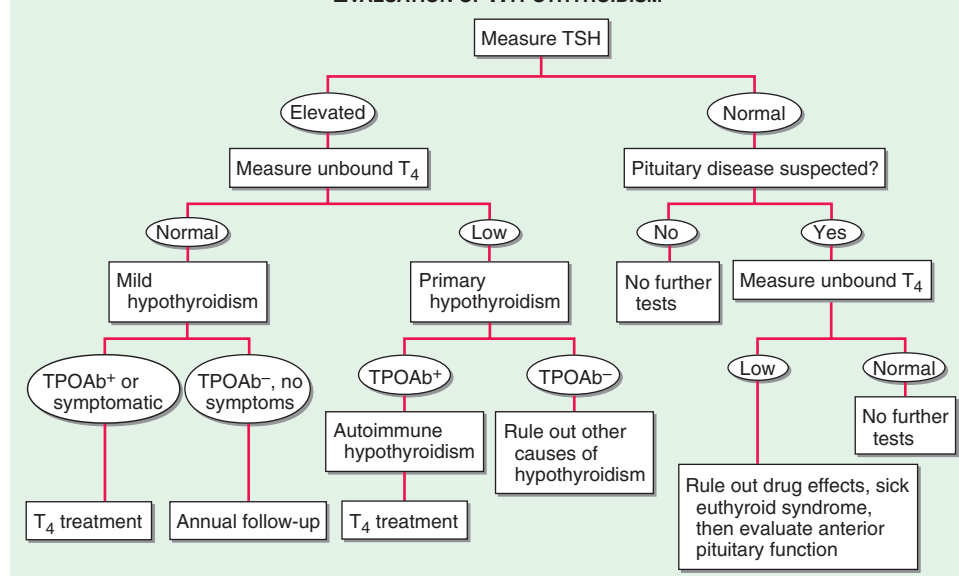 EVALUATION OF HYPOTHYROIDISM
Measure TSH
Elevated
Normal
Measure unbound T4
Pituitary disease suspected?
Normal
Low
No
Yes
Mild
hypothyroidism
Primary
hypothyroidism
No further
tests
Measure unbound T4
TPOAb+ or
symptomatic
TPOAb–, no
symptoms
TPOAb+
TPOAb–
Low
Normal
Autoimmune
hypothyroidism
Rule out other
causes of
hypothyroidism
No further
tests
T4 treatment
Annual follow-up
T4 treatment
Rule out drug effects, sick
euthyroid syndrome,
then evaluate anterior
pituitary function